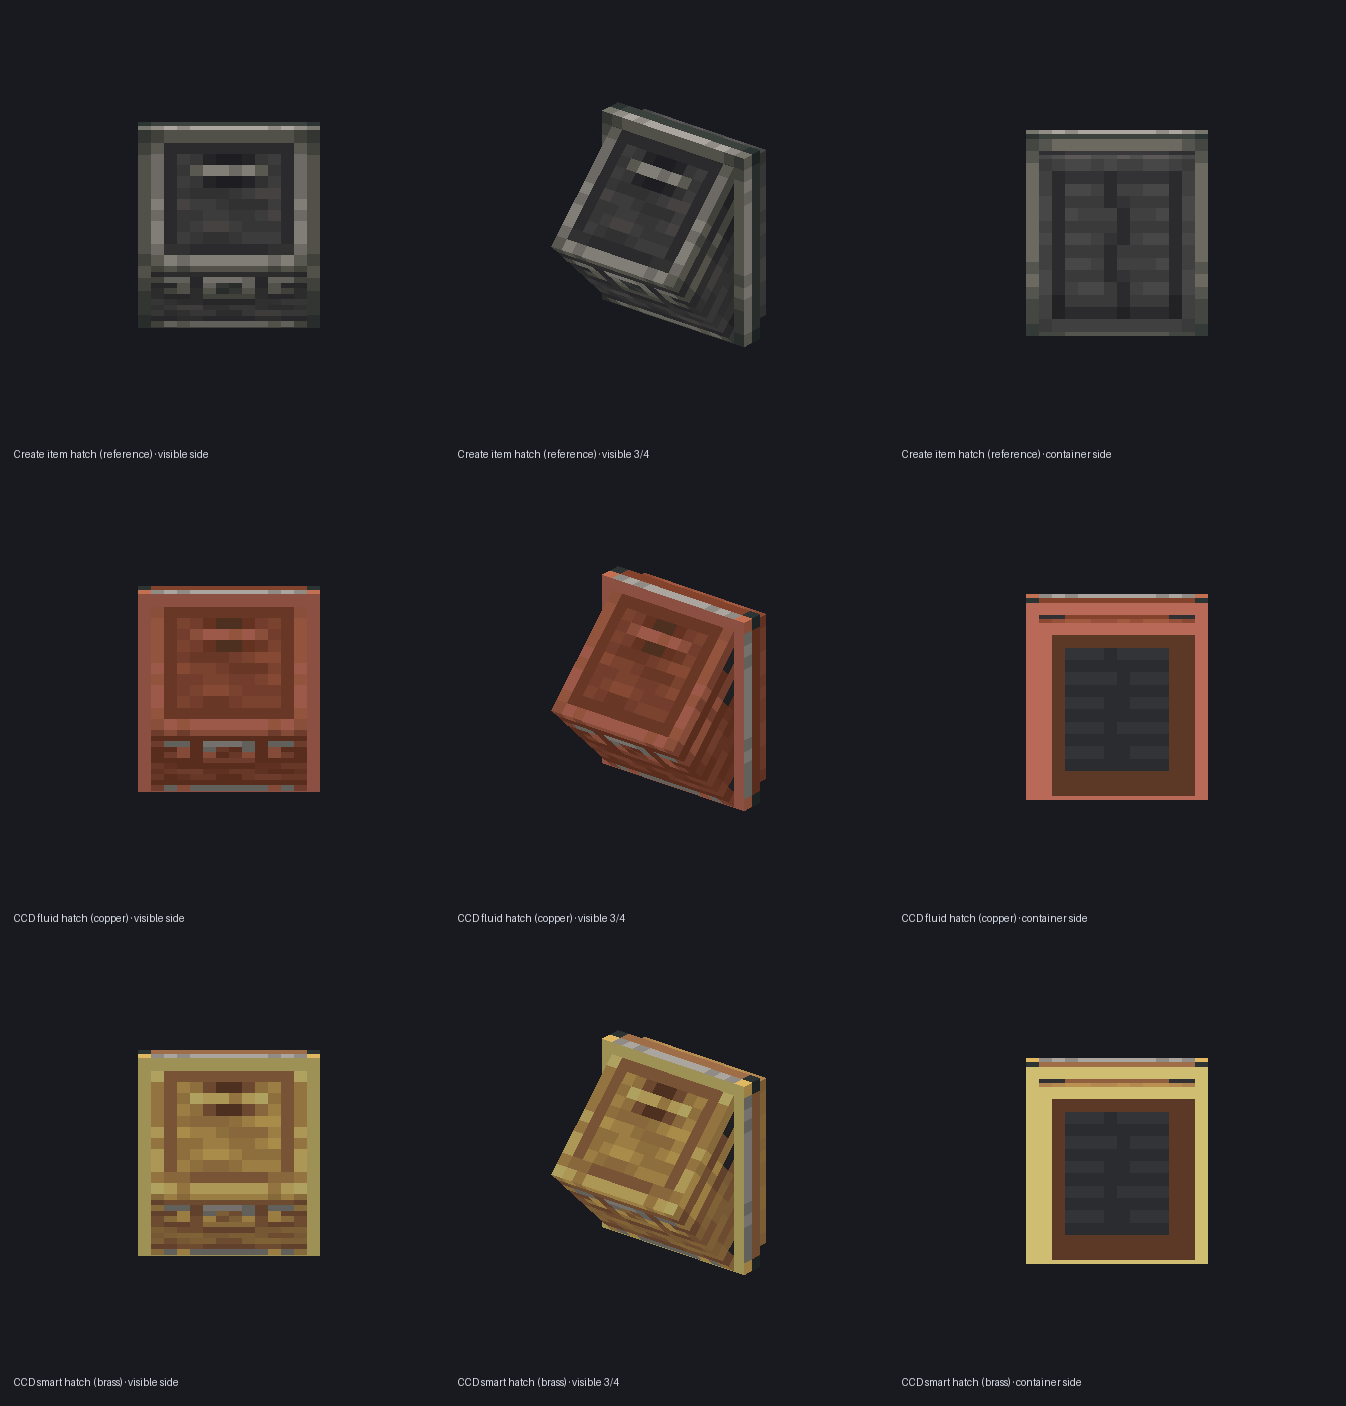 Create item hatch (reference) · visible side
Create item hatch (reference) · visible 3/4
Create item hatch (reference) · container side
CCD fluid hatch (copper) · visible side
CCD fluid hatch (copper) · visible 3/4
CCD fluid hatch (copper) · container side
CCD smart hatch (brass) · visible side
CCD smart hatch (brass) · visible 3/4
CCD smart hatch (brass) · container side